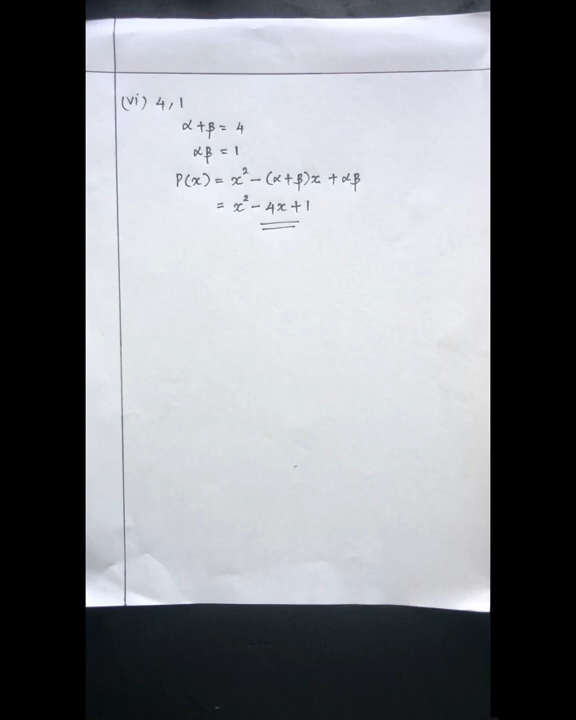 (vi) 4,1
α+β = 4
αβ = 1
P(x) = x² - (α+β)x + αβ
= x² - 4x + 1